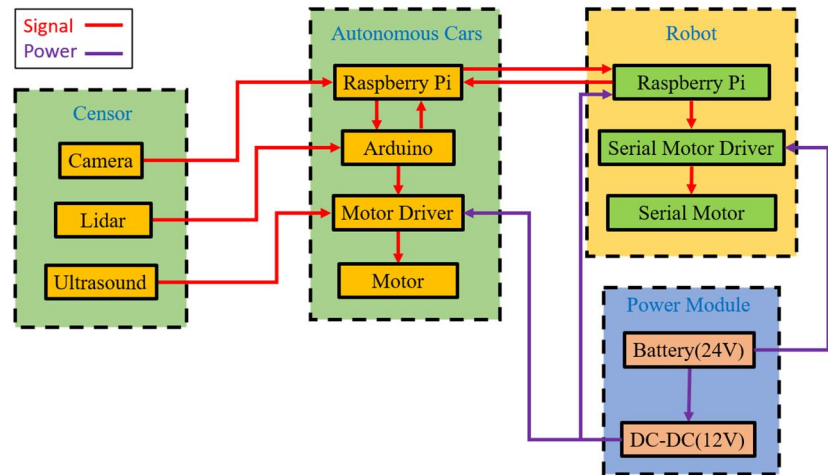 Signal
Power
Censor
Camera
Lidar
Ultrasound
Autonomous Cars
Raspberry Pi
Arduino
Motor Driver
Motor
Robot
Raspberry Pi
Serial Motor Driver
Serial Motor
Power Module
Battery(24V)
DC-DC(12V)